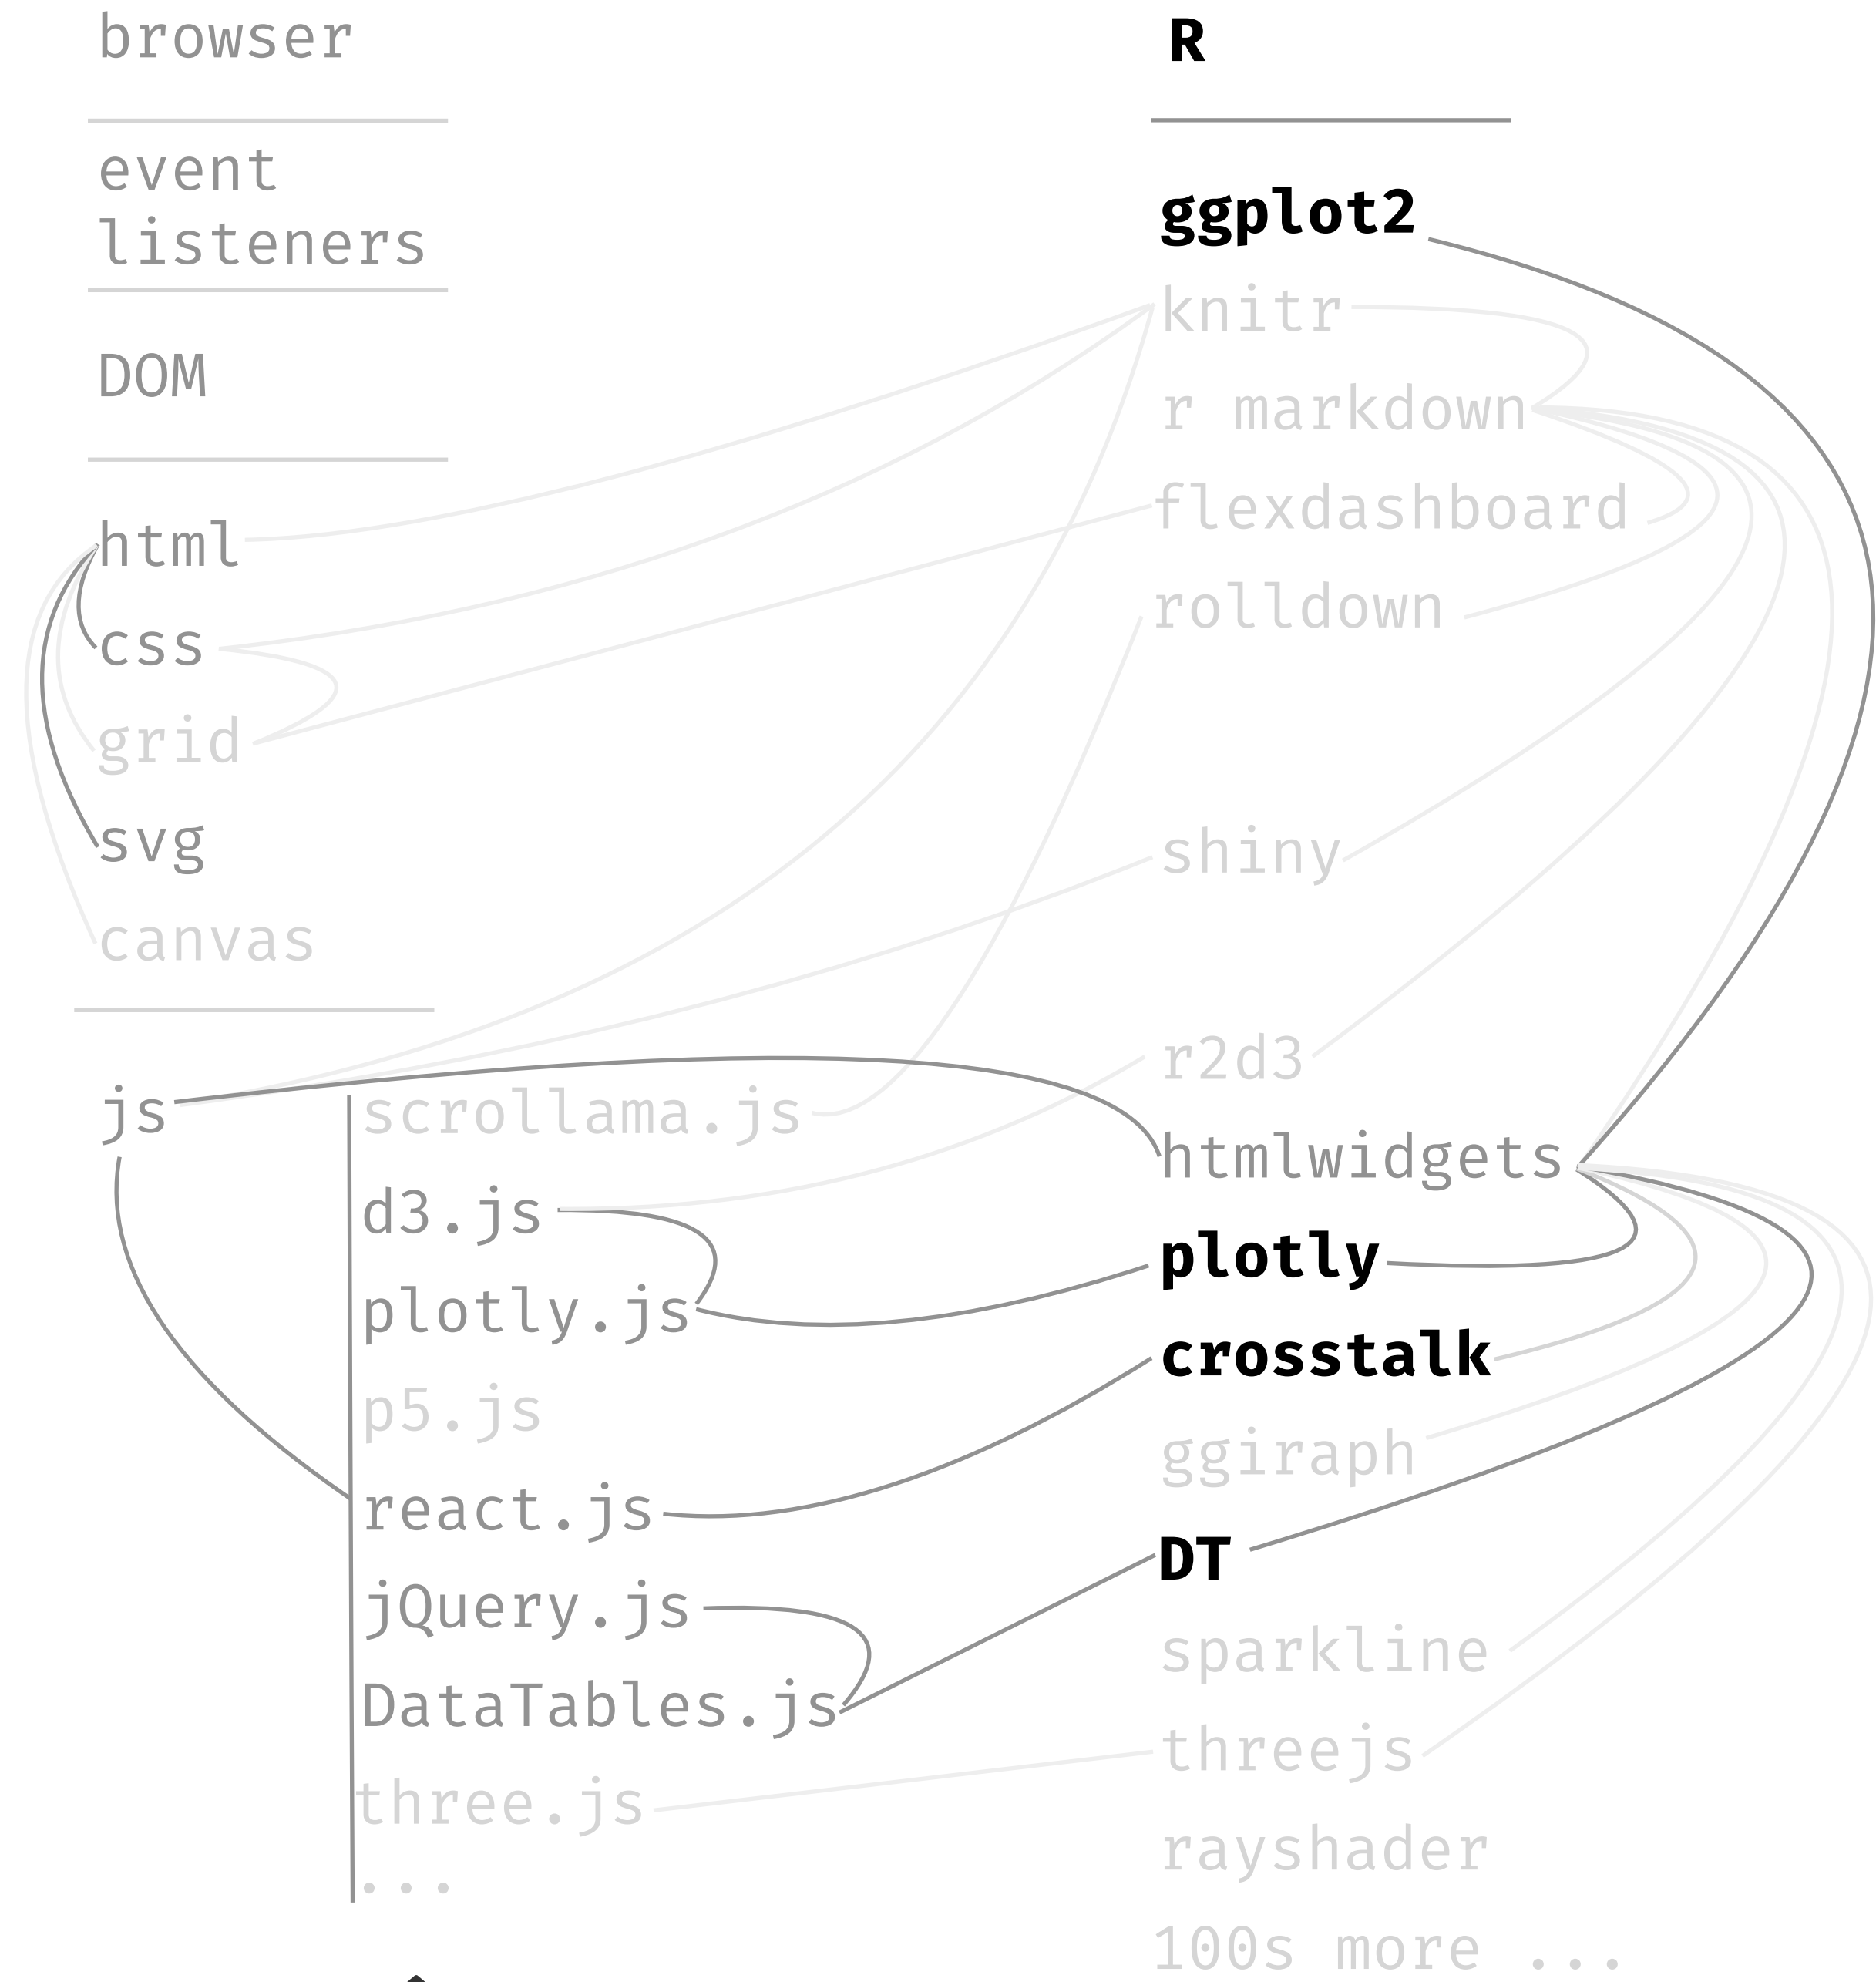 browser
event
listeners
DOM
html
css
grid
svg
canvas
js
scrollama.js
d3.js
plotly.js
p5.js
react.js
jQuery.js
DataTables.js
three.js
...
R
ggplot2
knitr
r markdown
flexdashboard
rolldown
shiny
r2d3
htmlwidgets
plotly
crosstalk
ggiraph
DT
sparkline
threejs
rayshader
100s more ...